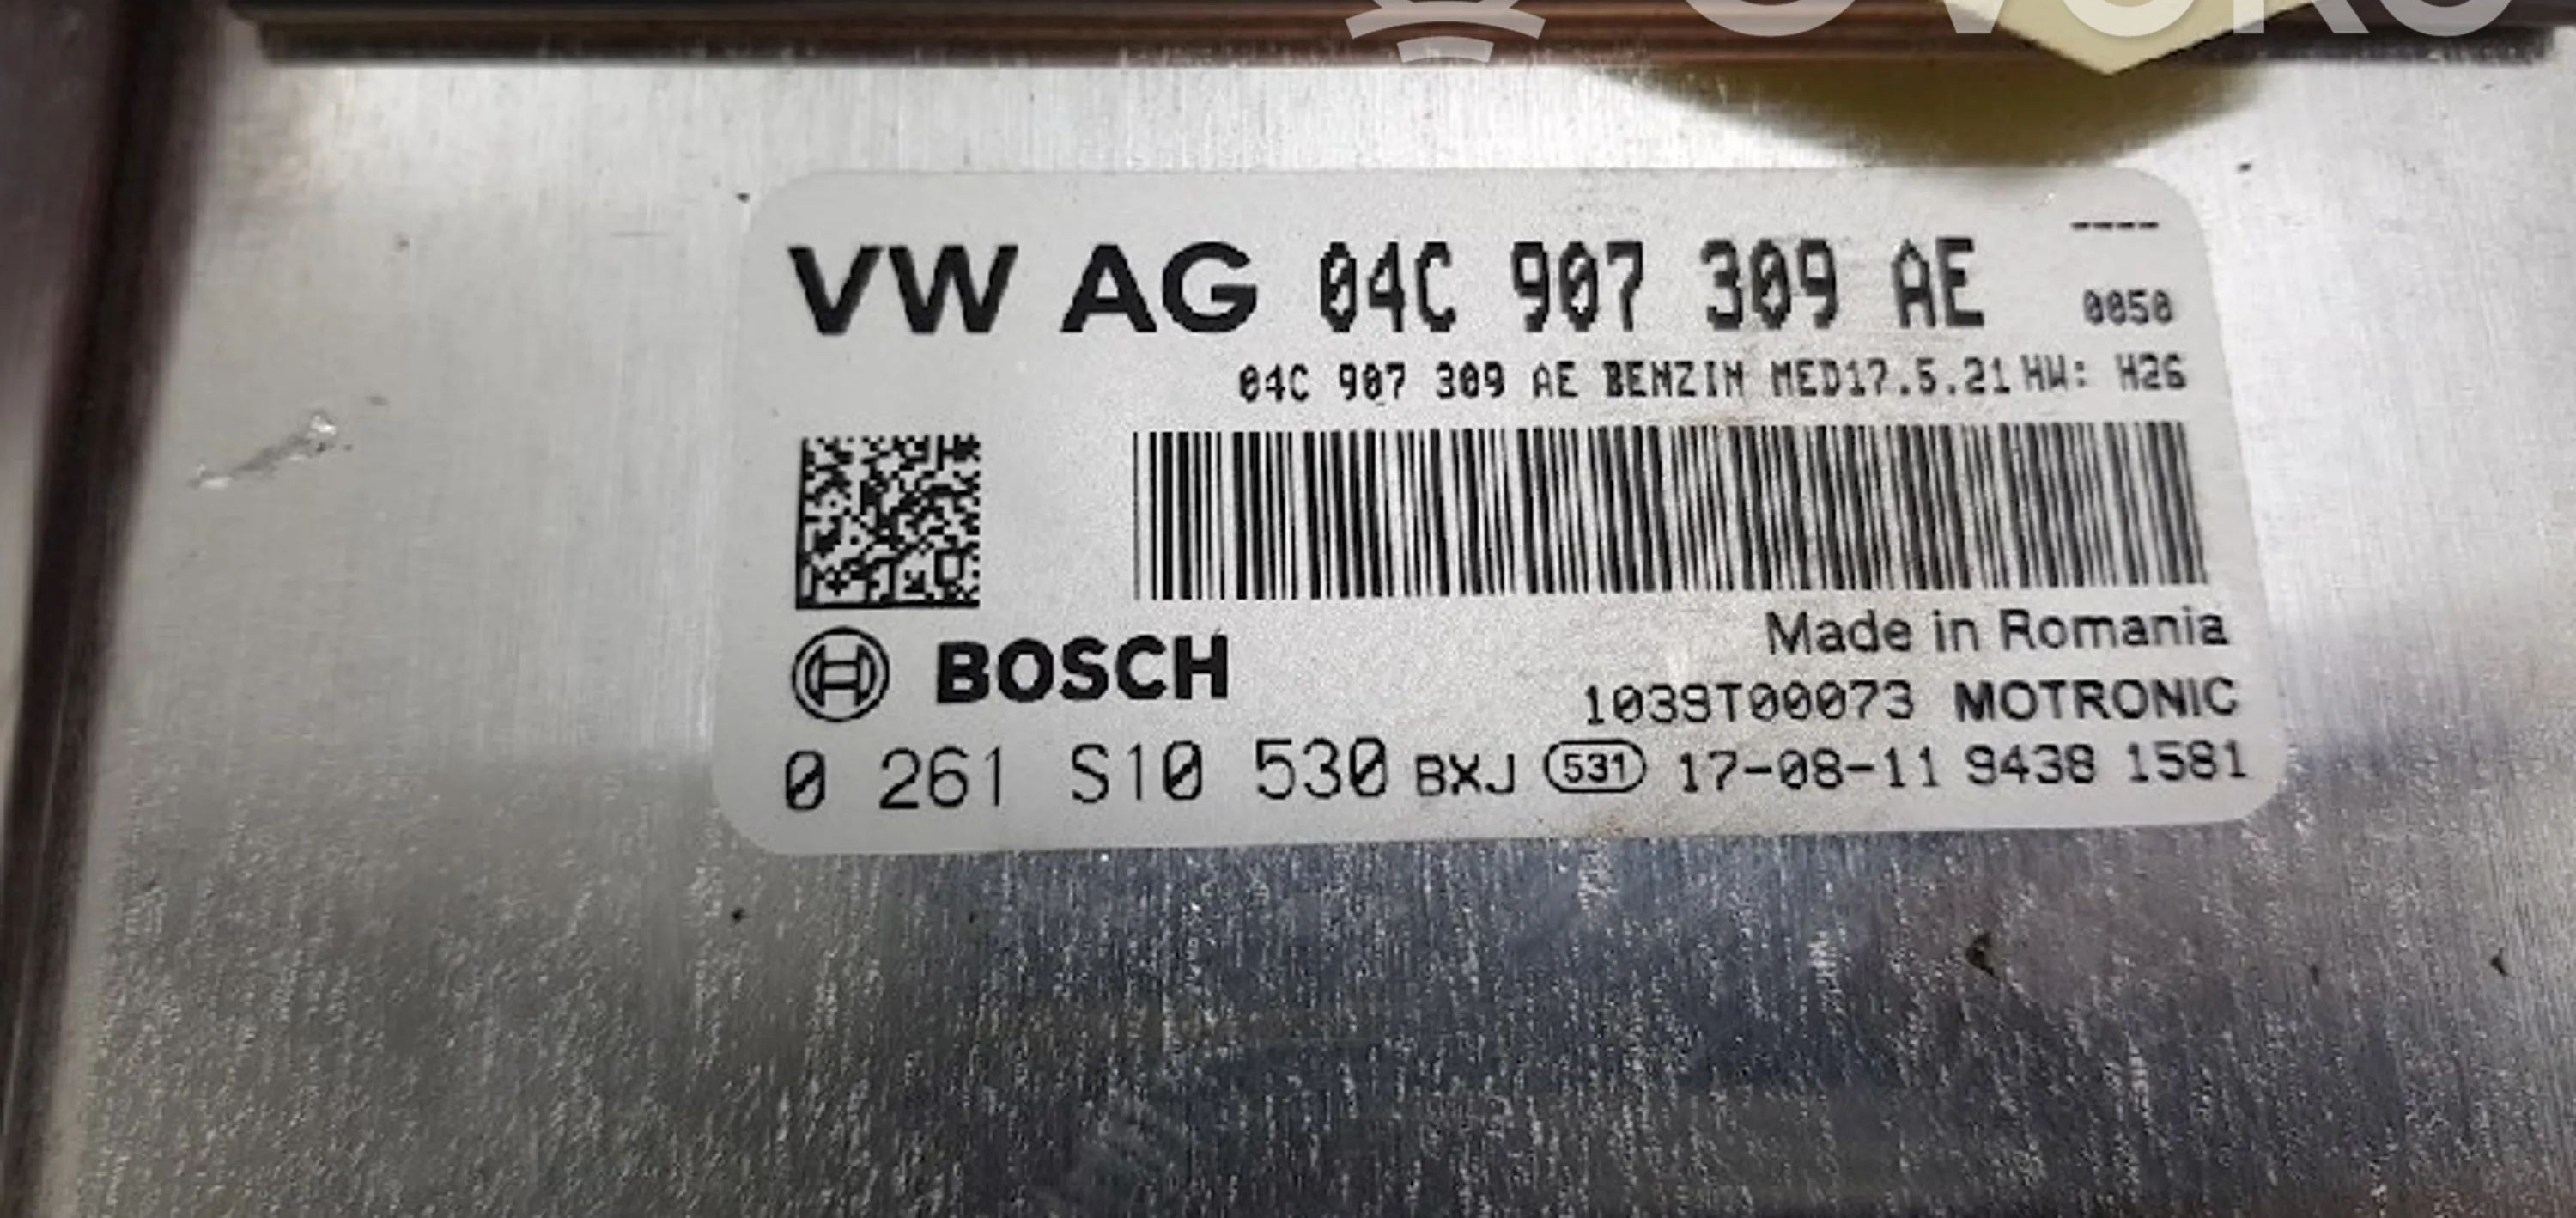 VW AG 04C 907 309 AE ----
0050
04C 907 309 AE BENZIN MED17.5.21 HW: H26
BOSCH
Made in Romania
1039T00073 MOTRONIC
0 261 S10 530 BXJ 531 17-08-11 9438 1581